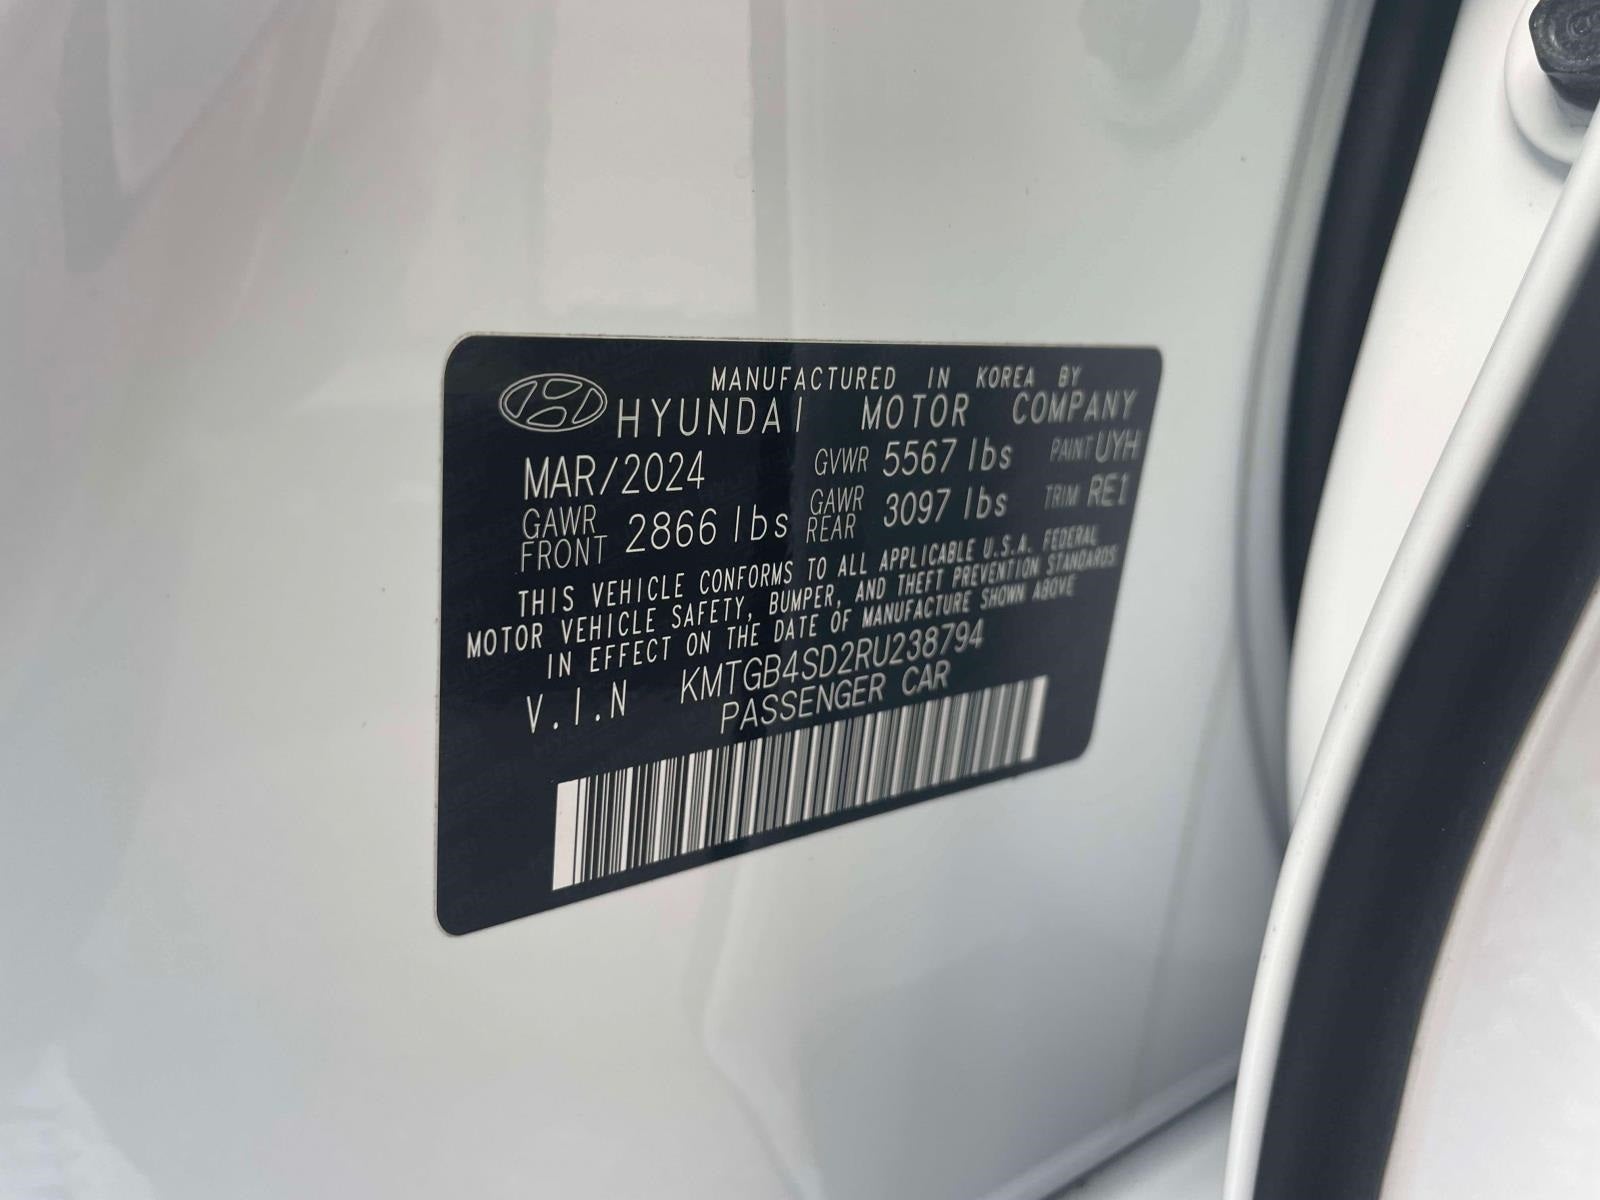 MANUFACTURED IN KOREA BY
HYUNDAI MOTOR COMPANY
MAR/2024 GVWR 5567 lbs PAINT UYH
GAWR FRONT 2866 lbs GAWR REAR 3097 lbs TRIM RE1
THIS VEHICLE CONFORMS TO ALL APPLICABLE U.S.A. FEDERAL
MOTOR VEHICLE SAFETY, BUMPER, AND THEFT PREVENTION STANDARDS
IN EFFECT ON THE DATE OF MANUFACTURE SHOWN ABOVE
V.I.N KMTGB4SD2RU238794
PASSENGER CAR